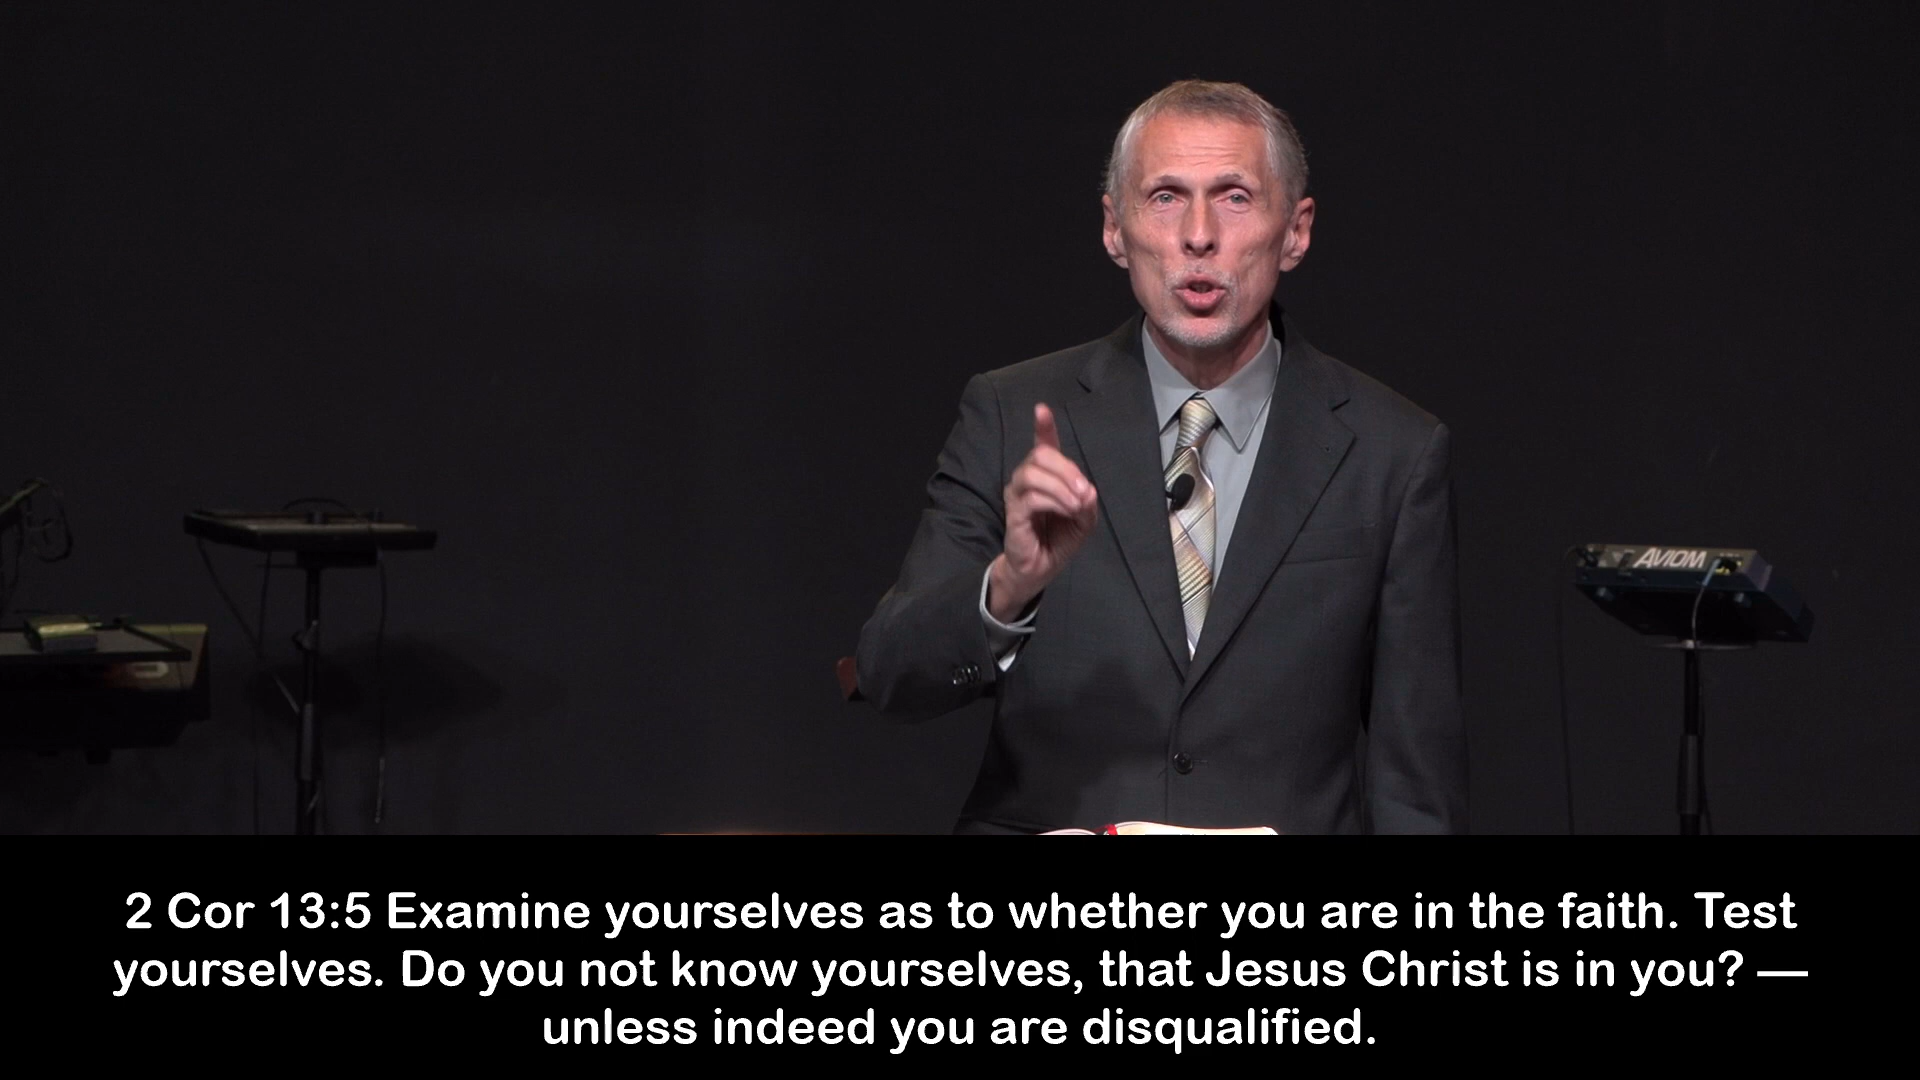 AVIOM
2 Cor 13:5 Examine yourselves as to whether you are in the faith. Test
yourselves. Do you not know yourselves, that Jesus Christ is in you? —
unless indeed you are disqualified.